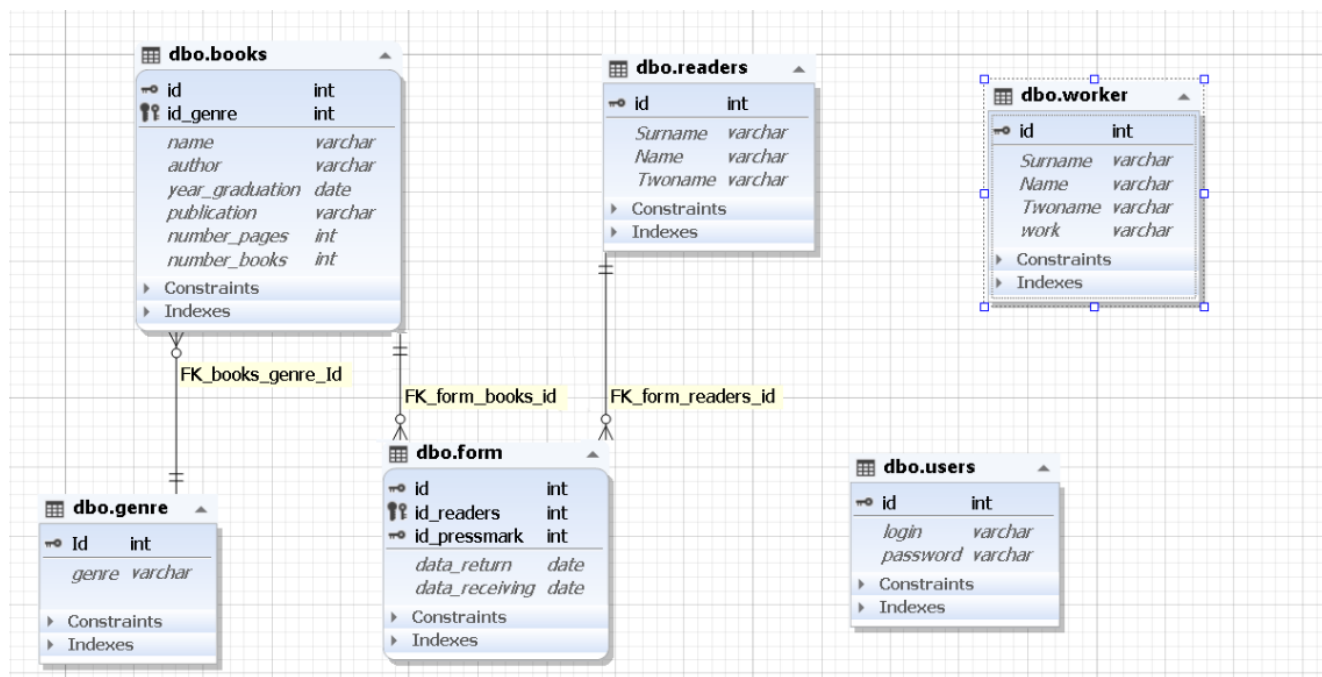 dbo.books
id int
id_genre int
name varchar
author varchar
year_graduation date
publication varchar
number_pages int
number_books int
Constraints
Indexes
dbo.readers
id int
Surname varchar
Name varchar
Twoname varchar
Constraints
Indexes
dbo.worker
id int
Surname varchar
Name varchar
Twoname varchar
work varchar
Constraints
Indexes
FK_books_genre_Id
FK_form_books_id
FK_form_readers_id
dbo.genre
Id int
genre varchar
Constraints
Indexes
dbo.form
id int
id_readers int
id_pressmark int
data_return date
data_receiving date
Constraints
Indexes
dbo.users
id int
login varchar
password varchar
Constraints
Indexes